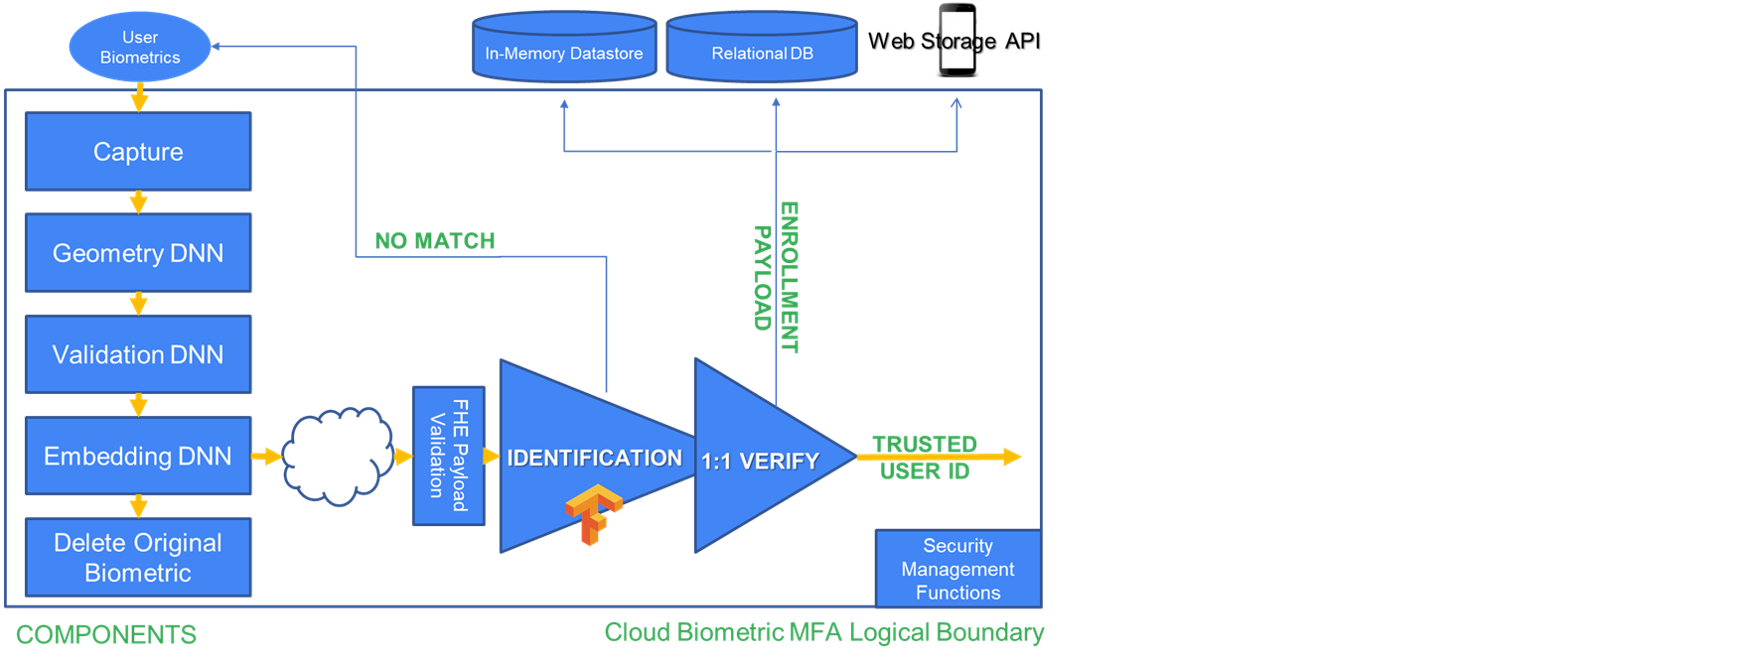 User
Biometrics
In-Memory Datastore
Relational DB
Web Storage API
Capture
Geometry DNN
Validation DNN
Embedding DNN
Delete Original
Biometric
NO MATCH
ENROLLMENT
PAYLOAD
FHE Payload
Validation
IDENTIFICATION
1:1 VERIFY
TRUSTED
USER ID
Security
Management
Functions
COMPONENTS
Cloud Biometric MFA Logical Boundary